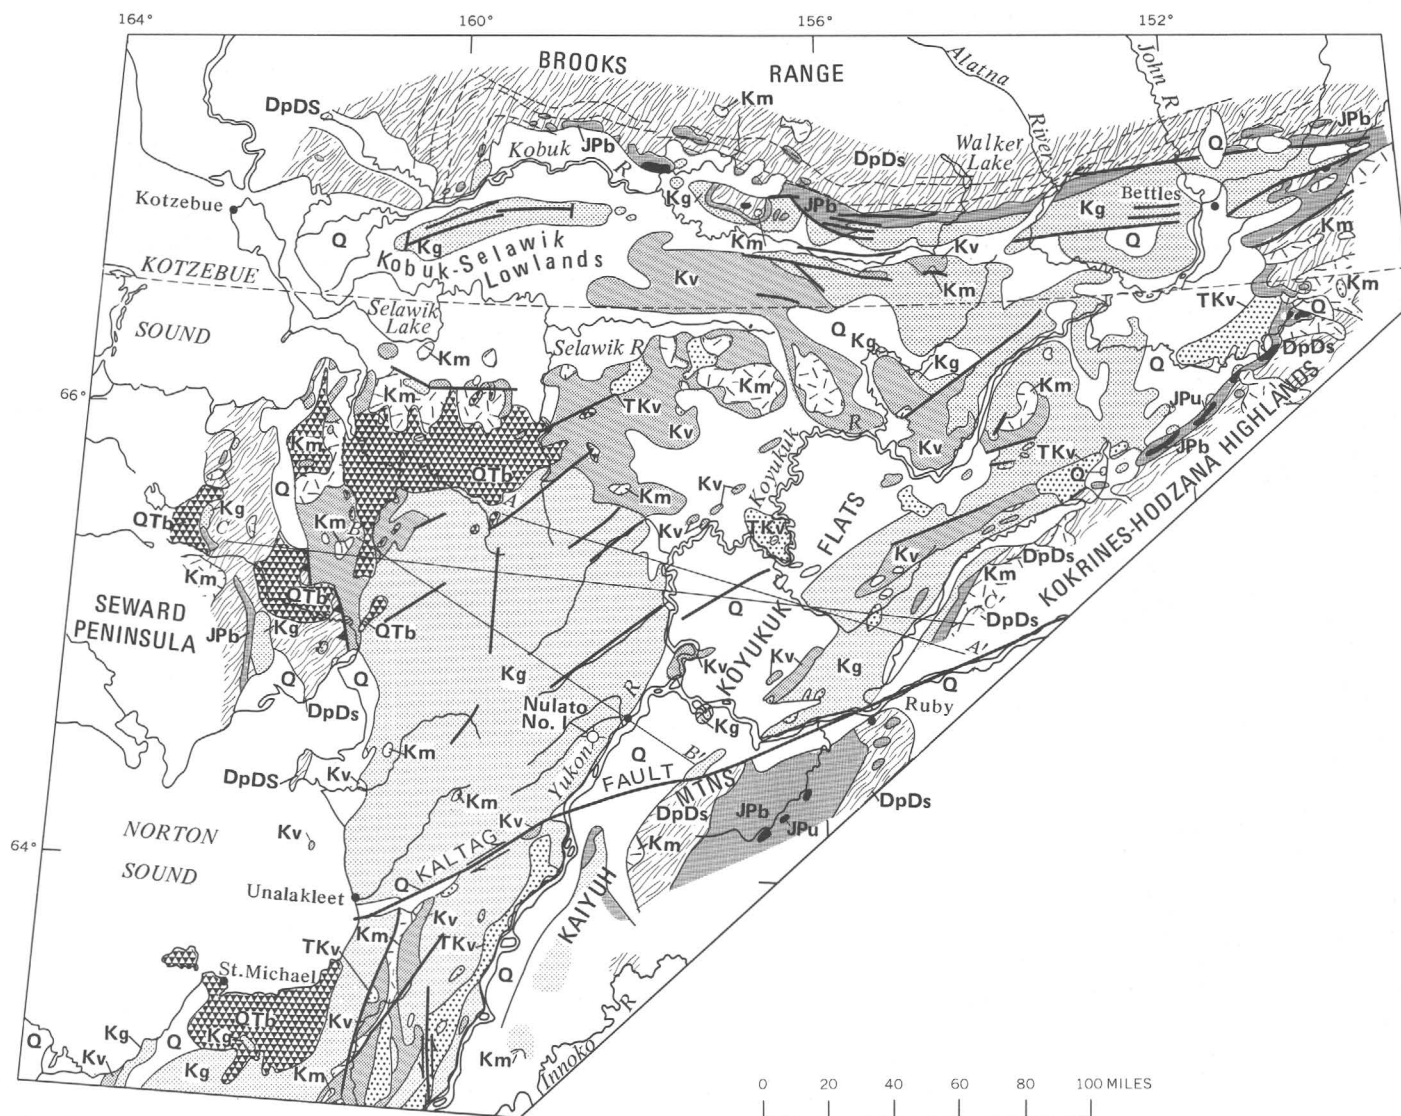 164° 160° 156° 152°
BROOKS RANGE
Alatna River
John R
DpDS
Km
JPb
Kobuk R
DpDs
Walker Lake
Q
JPb
Kotzebue
Kg
JPb
Bettles
Kg
Q
Kg
Km
Kv
Q
Km
Kobuk-Selawik Lowlands
KOTZEBUE SOUND
Kv
Km
TKv
Q
Km
Selawik Lake
Selawik R
Q
Kg
Kg
Q
DpDs
Km
Km
Km
Km
66°
TKv
Kv
R
Kv
JPu
JPb
Km
QTb
A
Km
Kv
Koyukuk
TKv
Q
KOKRINES-HODZANA HIGHLANDS
Kg
Q
QTb
C
Km
B
Kv
TKv
FLATS
Kv
DpDs
Km
C'
DpDs
Km
QTb
SEWARD PENINSULA
JPb
Kg
QTb
Q
KOYUKUK
A'
Q
Q
DpDs
Kg
Kv
Kv
Kg
Ruby
Nulato No. 1
R
Kg
Km
B'
Q
FAULT
MTNS
DpDS
Kv
Km
Yukon
DpDs
JPb
JPu
DpDs
NORTON SOUND
Kv
Kv
Km
64°
KALTAG
Q
Unalakleet
KAIYUH
Kv
Km
TKv
TKv
Q
St. Michael
QTb
Kv
Innoko R
Q
Kg
Kv
Q
Kg
Kg
Km
Km
0 20 40 60 80 100 MILES